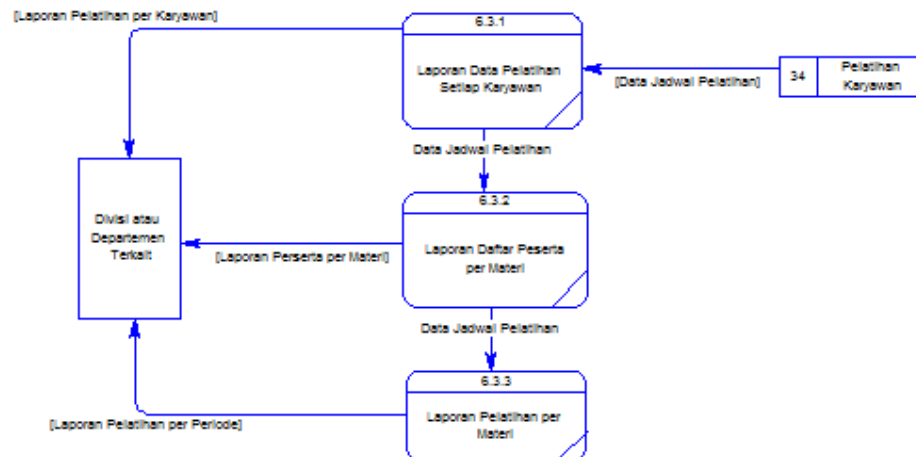 [Laporan Pelatihan per Karyawan]
6.3.1
Laporan Data Pelatihan
Setiap Karyawan
[Data Jadwal Pelatihan]
34
Pelatihan
Karyawan
Data Jadwal Pelatihan
6.3.2
Divisi atau
Departemen
Terkait
Laporan Daftar Peserta
per Materi
[Laporan Perserta per Materi]
Data Jadwal Pelatihan
6.3.3
Laporan Pelatihan per
Materi
[Laporan Pelatihan per Periode]